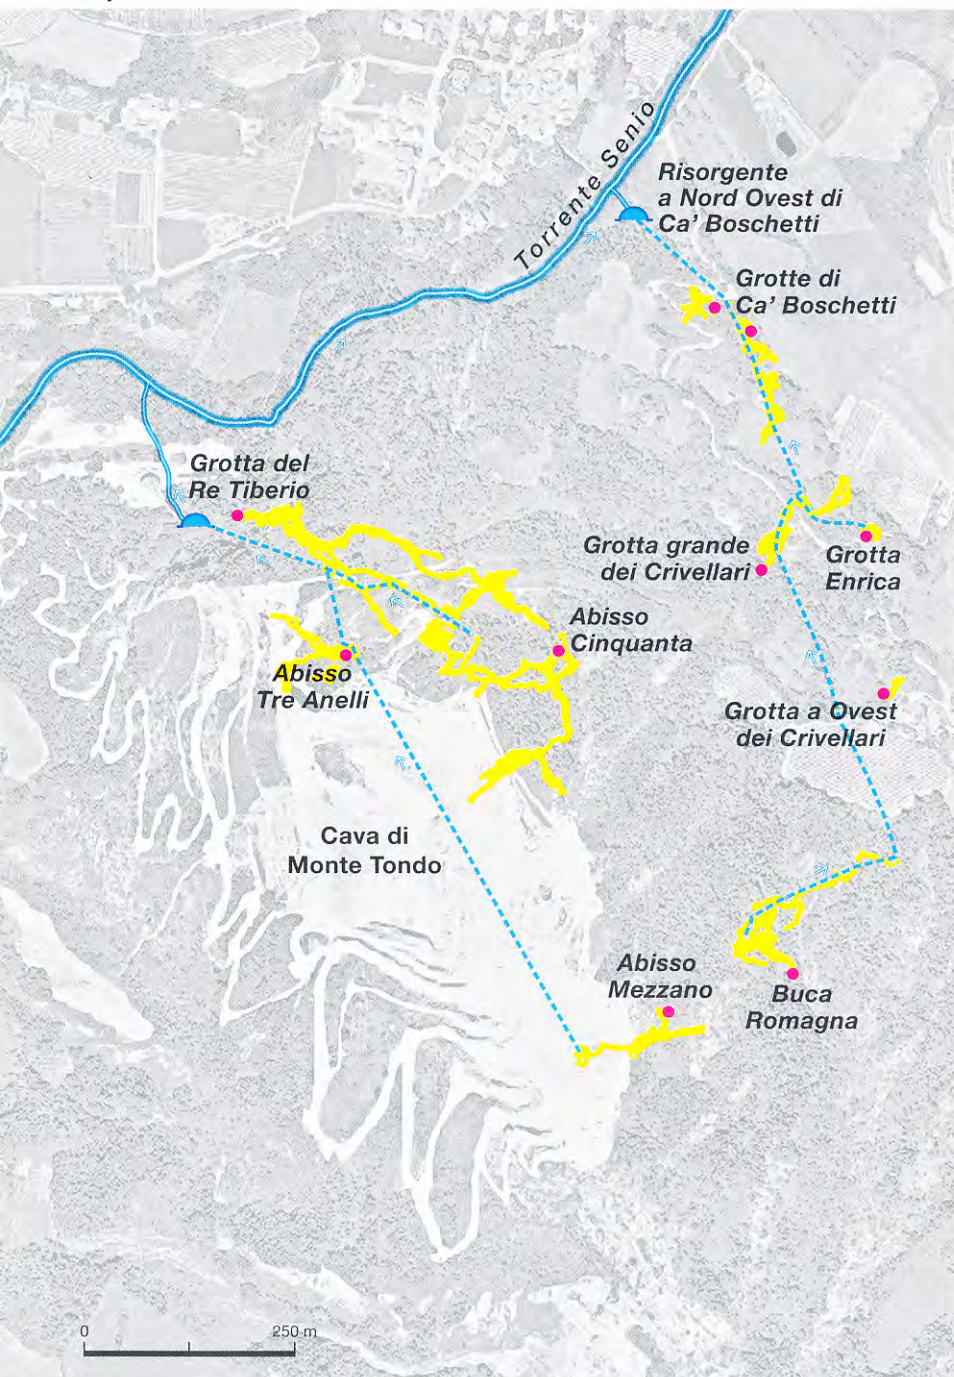 Torrente Senio
Risorgente
a Nord Ovest di
Ca' Boschetti
Grotte di
Ca' Boschetti
Grotta del
Re Tiberio
Grotta grande
dei Crivellari
Grotta
Enrica
Abisso
Cinquanta
Abisso
Tre Anelli
Grotta a Ovest
dei Crivellari
Cava di
Monte Tondo
Abisso
Mezzano
Buca
Romagna
0 250 m